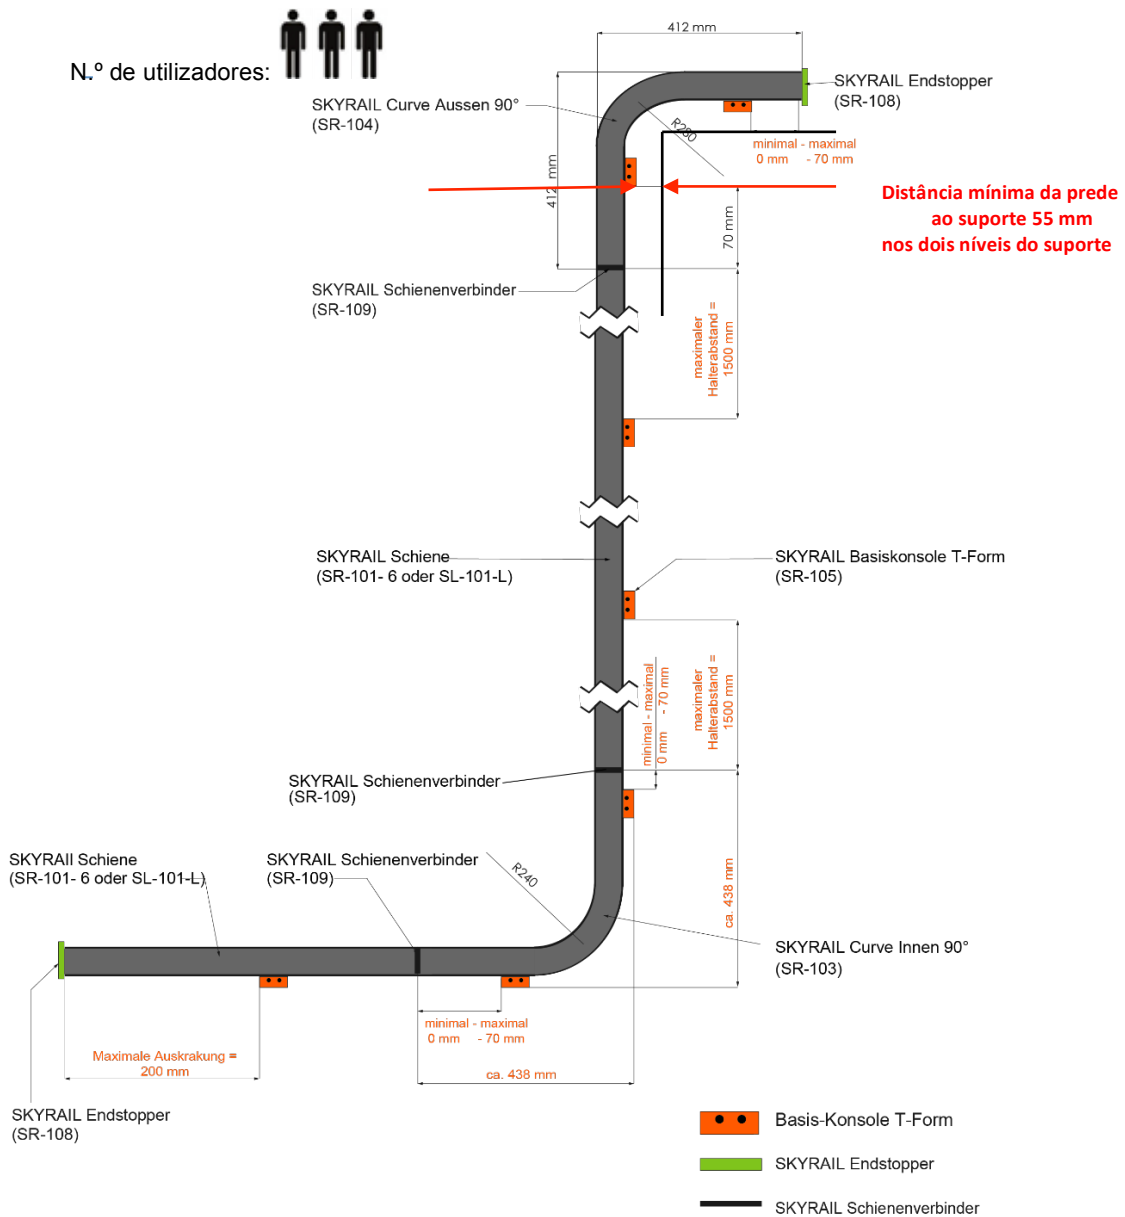 N.º de utilizadores:
412 mm
SKYRAIL Curve Aussen 90°
(SR-104)
SKYRAIL Endstopper
(SR-108)
R280
minimal - maximal
0 mm - 70 mm
412 mm
Distância mínima da prede
ao suporte 55 mm
nos dois níveis do suporte
70 mm
SKYRAIL Schienenverbinder
(SR-109)
maximaler
Halterabstand =
1500 mm
SKYRAIL Schiene
(SR-101- 6 oder SL-101-L)
SKYRAIL Basiskonsole T-Form
(SR-105)
minimal - maximal
0 mm - 70 mm
maximaler
Halterabstand =
1500 mm
SKYRAIL Schienenverbinder
(SR-109)
SKYRAIl Schiene
(SR-101- 6 oder SL-101-L)
SKYRAIL Schienenverbinder
(SR-109)
R240
ca. 438 mm
SKYRAIL Curve Innen 90°
(SR-103)
minimal - maximal
0 mm - 70 mm
Maximale Auskrakung =
200 mm
ca. 438 mm
SKYRAIL Endstopper
(SR-108)
Basis-Konsole T-Form
SKYRAIL Endstopper
SKYRAIL Schienenverbinder